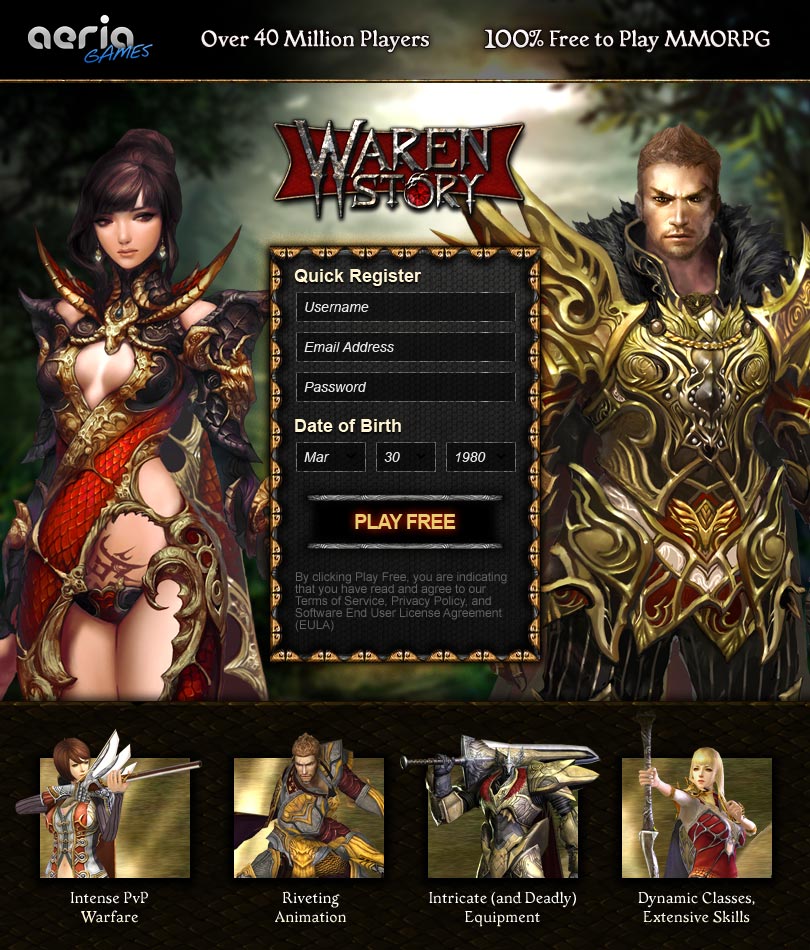 aeria
GAMES
Over 40 Million Players
100% Free to Play MMORPG
WAREN
STORY
Quick Register
Username
Email Address
Password
Date of Birth
Mar 30 1980
PLAY FREE
By clicking Play Free, you are indicating
that you have read and agree to our
Terms of Service, Privacy Policy, and
Software End User License Agreement
(EULA)
Intense PvP
Warfare
Riveting
Animation
Intricate (and Deadly)
Equipment
Dynamic Classes,
Extensive Skills